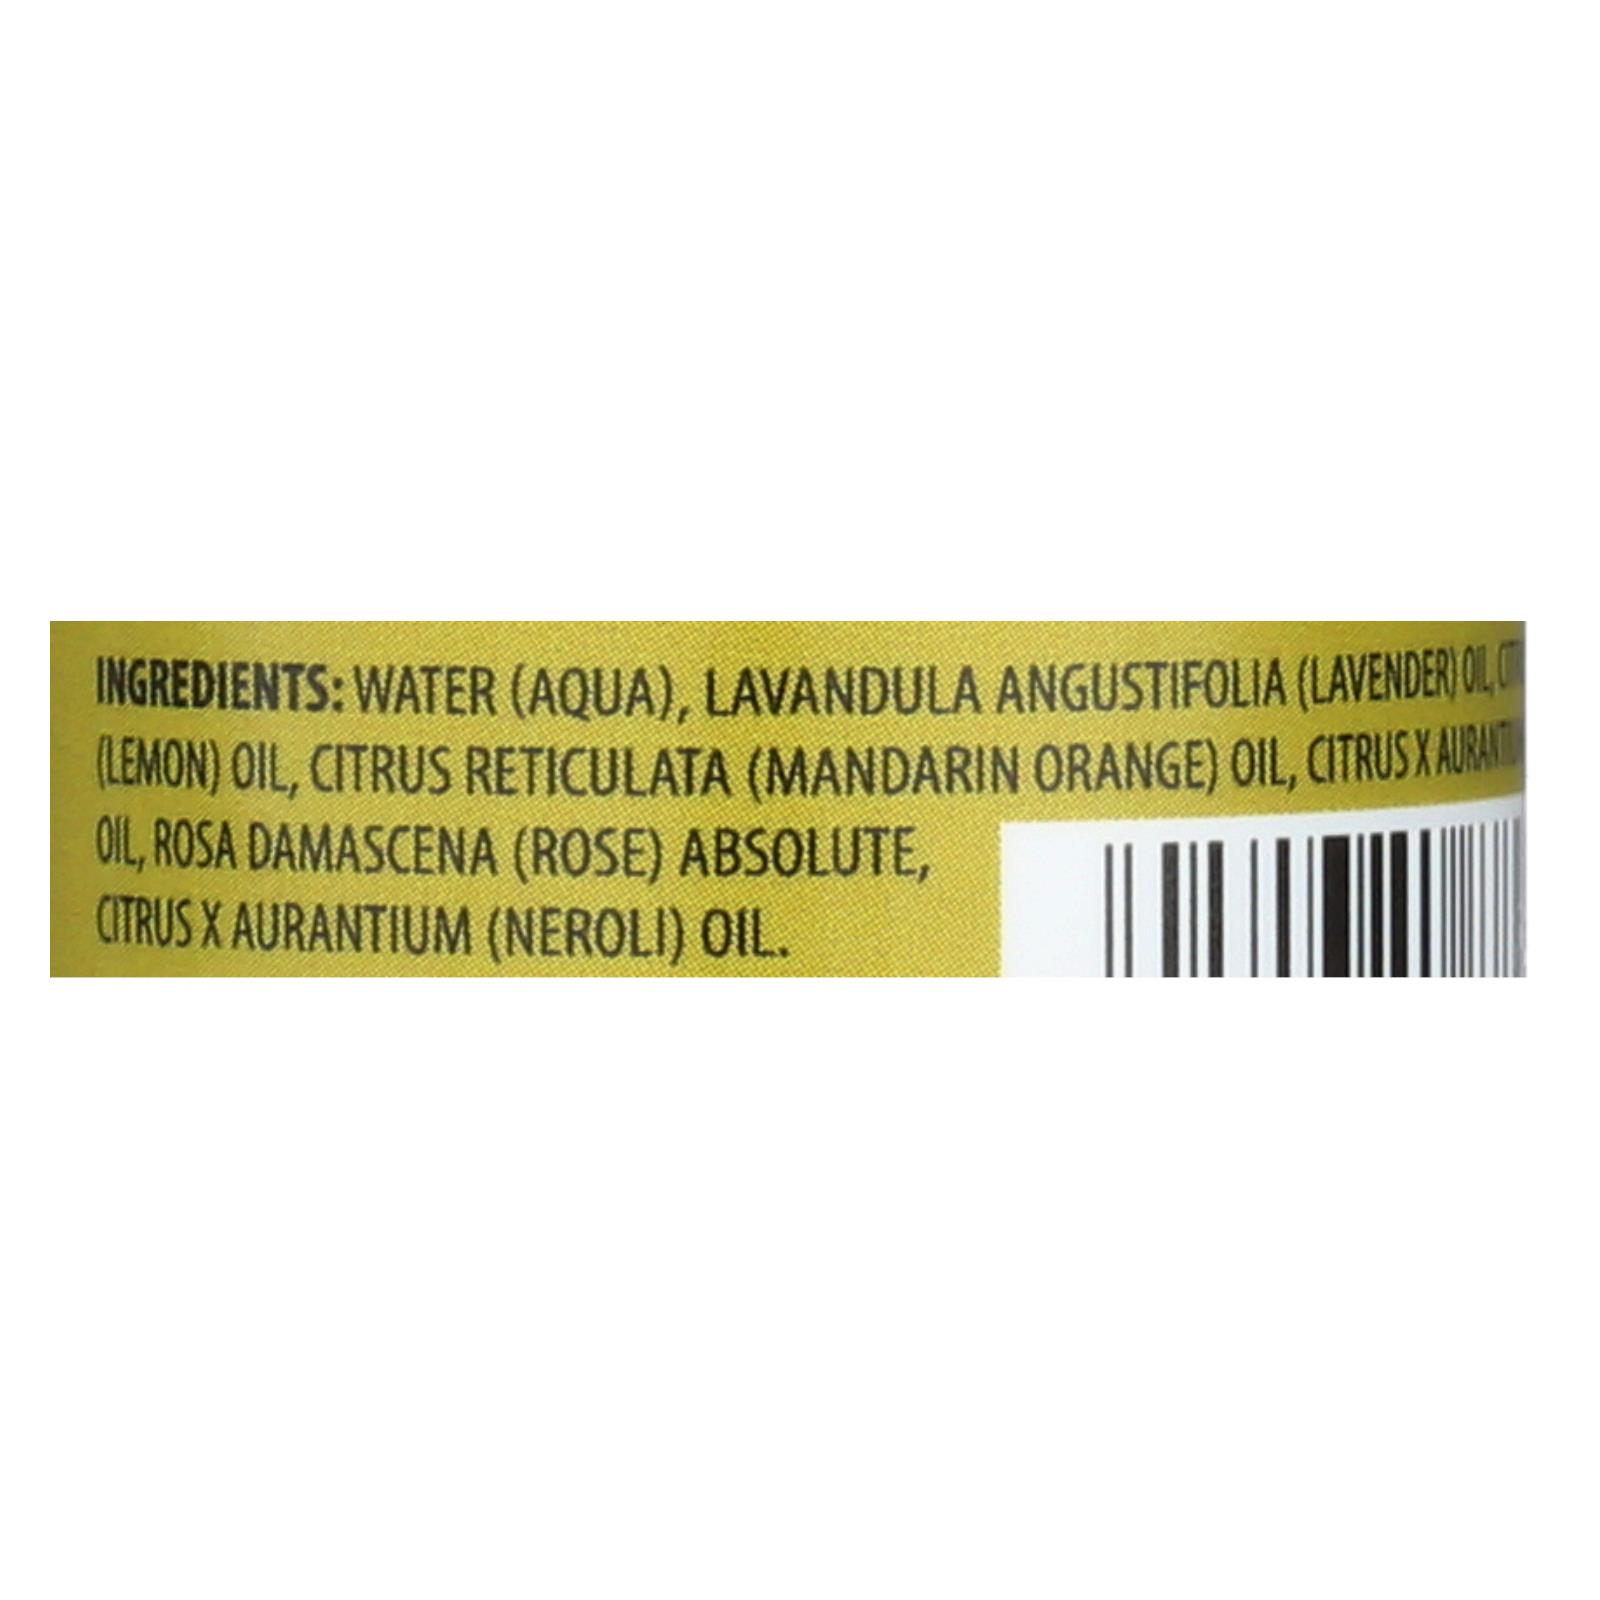 INGREDIENTS: WATER (AQUA), LAVANDULA ANGUSTIFOLIA (LAVENDER) OIL,
(LEMON) OIL, CITRUS RETICULATA (MANDARIN ORANGE) OIL, CITRUS X
OIL, ROSA DAMASCENA (ROSE) ABSOLUTE,
CITRUS X AURANTIUM (NEROLI) OIL.